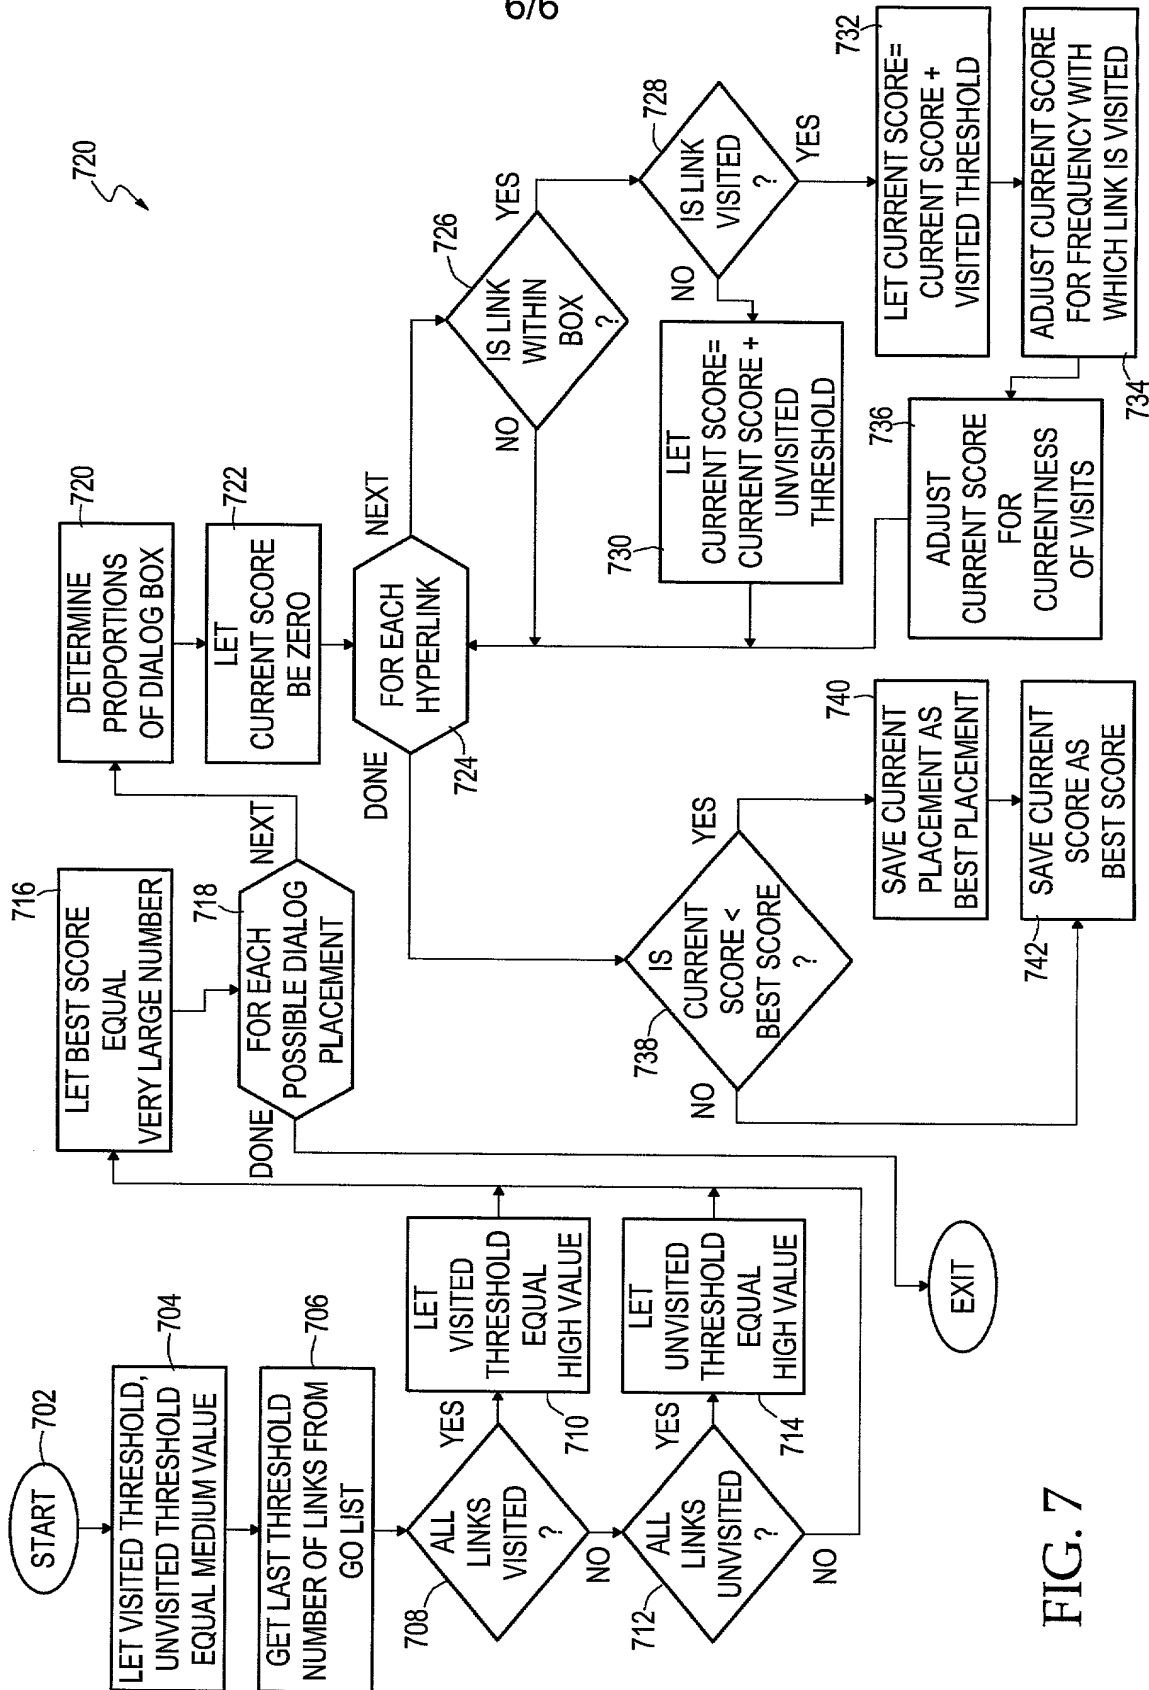 6/6
720
START
702
LET VISITED THRESHOLD,
UNVISITED THRESHOLD
EQUAL MEDIUM VALUE
704
GET LAST THRESHOLD
NUMBER OF LINKS FROM
GO LIST
706
ALL
LINKS
VISITED
?
708
YES
NO
LET
VISITED
THRESHOLD
EQUAL
HIGH VALUE
710
ALL
LINKS
UNVISITED
?
712
YES
NO
LET
UNVISITED
THRESHOLD
EQUAL
HIGH VALUE
714
716
LET BEST SCORE
EQUAL
VERY LARGE NUMBER
718
FOR EACH
POSSIBLE DIALOG
PLACEMENT
DONE
NEXT
EXIT
720
DETERMINE
PROPORTIONS
OF DIALOG BOX
722
LET
CURRENT SCORE
BE ZERO
FOR EACH
HYPERLINK
724
DONE
NEXT
726
IS LINK
WITHIN
BOX
?
YES
NO
728
IS LINK
VISITED
?
YES
NO
LET
CURRENT SCORE=
CURRENT SCORE +
UNVISITED
THRESHOLD
730
732
LET CURRENT SCORE=
CURRENT SCORE +
VISITED THRESHOLD
ADJUST CURRENT SCORE
FOR FREQUENCY WITH
WHICH LINK IS VISITED
734
736
ADJUST
CURRENT SCORE
FOR
CURRENTNESS
OF VISITS
IS
CURRENT
SCORE <
BEST SCORE
?
738
YES
NO
740
SAVE CURRENT
PLACEMENT AS
BEST PLACEMENT
SAVE CURRENT
SCORE AS
BEST SCORE
742
FIG. 7